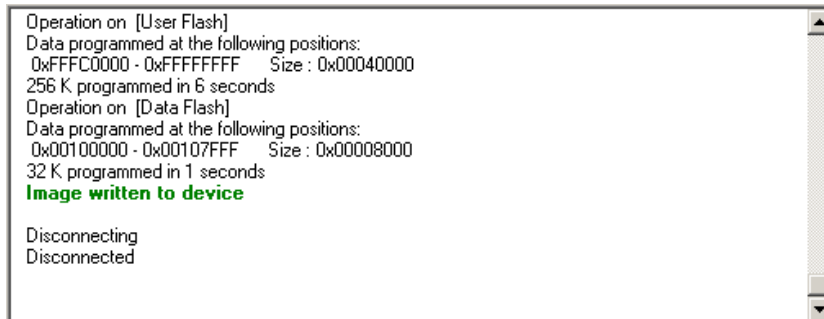 Operation on [User Flash]
Data programmed at the following positions:
0xFFFC0000 - 0xFFFFFFFF Size : 0x00040000
256 K programmed in 6 seconds
Operation on [Data Flash]
Data programmed at the following positions:
0x00100000 - 0x00107FFF Size : 0x00008000
32 K programmed in 1 seconds
Image written to device
Disconnecting
Disconnected